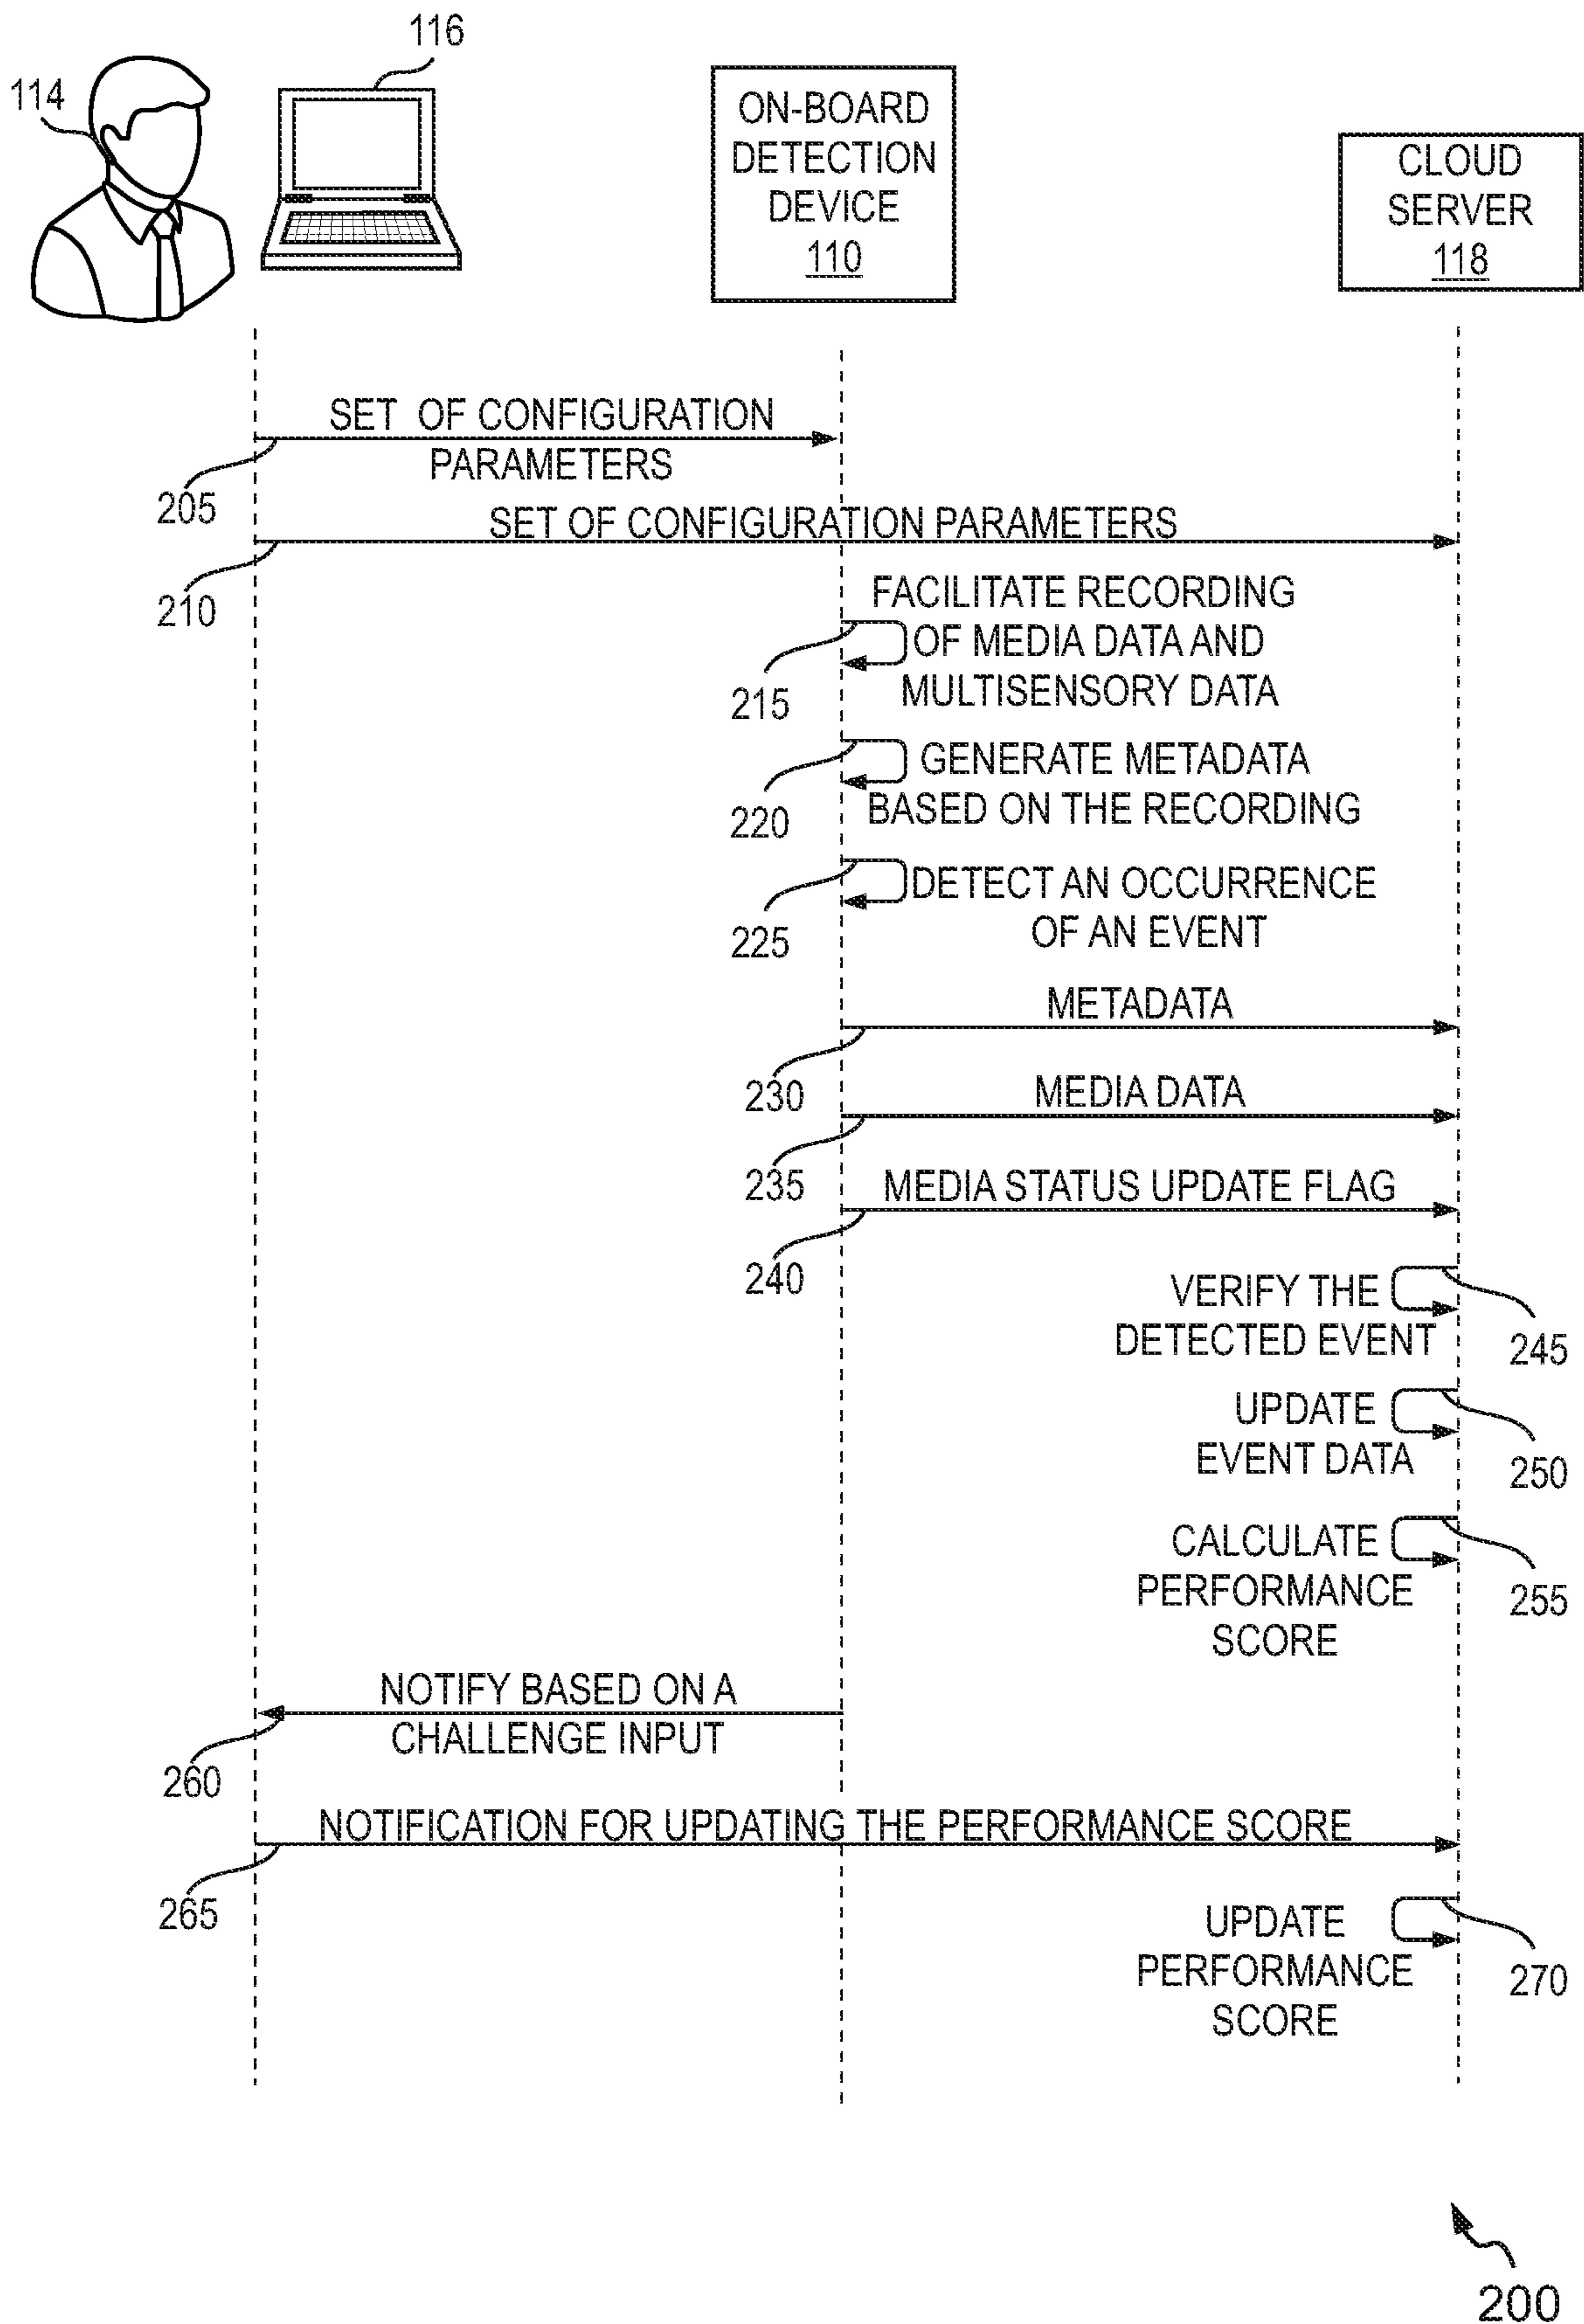 116
114
ON-BOARD
DETECTION
DEVICE
110
CLOUD
SERVER
118
SET OF CONFIGURATION
PARAMETERS
205
SET OF CONFIGURATION PARAMETERS
210
FACILITATE RECORDING
OF MEDIA DATA AND
MULTISENSORY DATA
215
GENERATE METADATA
BASED ON THE RECORDING
220
DETECT AN OCCURRENCE
OF AN EVENT
225
METADATA
230
MEDIA DATA
235
MEDIA STATUS UPDATE FLAG
240
VERIFY THE
DETECTED EVENT
245
UPDATE
EVENT DATA
250
CALCULATE
PERFORMANCE
SCORE
255
NOTIFY BASED ON A
CHALLENGE INPUT
260
NOTIFICATION FOR UPDATING THE PERFORMANCE SCORE
265
UPDATE
PERFORMANCE
SCORE
270
200